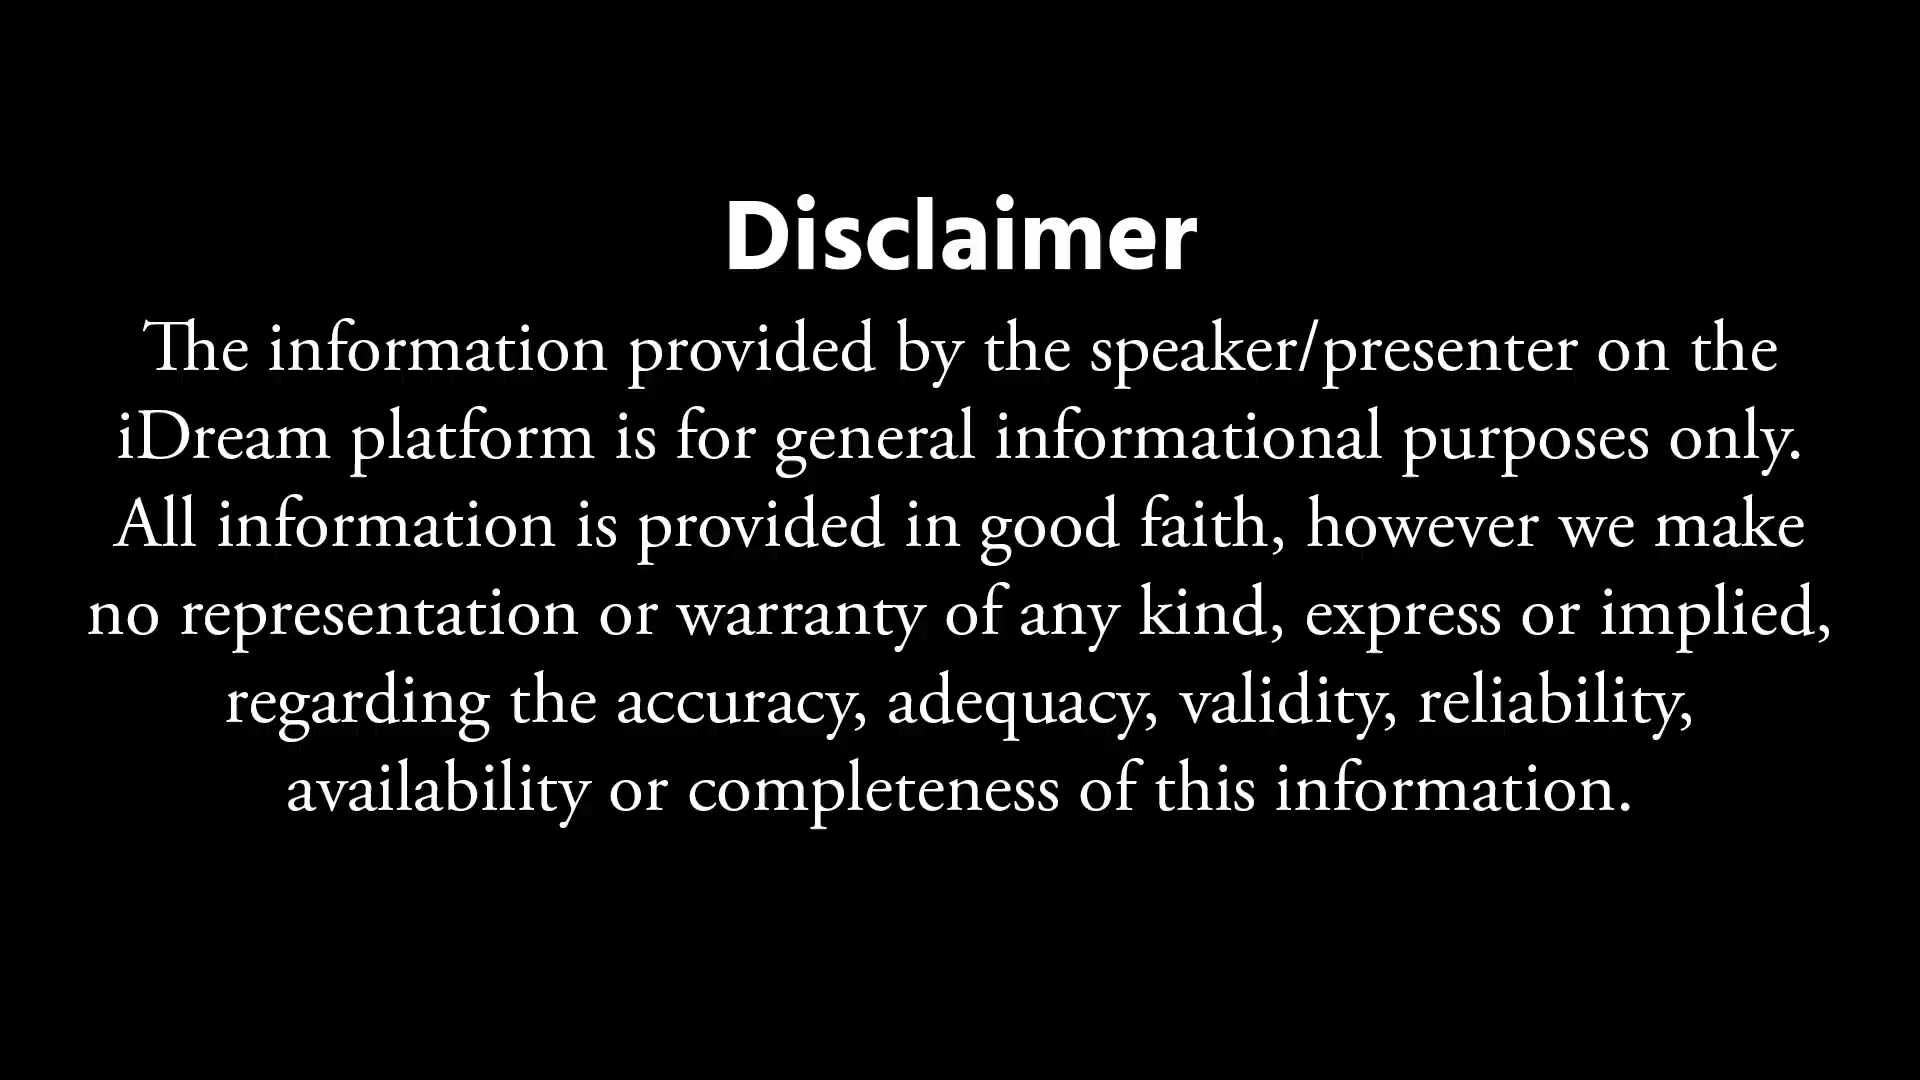 Disclaimer
The information provided by the speaker/presenter on the
iDream platform is for general informational purposes only.
All information is provided in good faith, however we make
no representation or warranty of any kind, express or implied,
regarding the accuracy, adequacy, validity, reliability,
availability or completeness of this information.